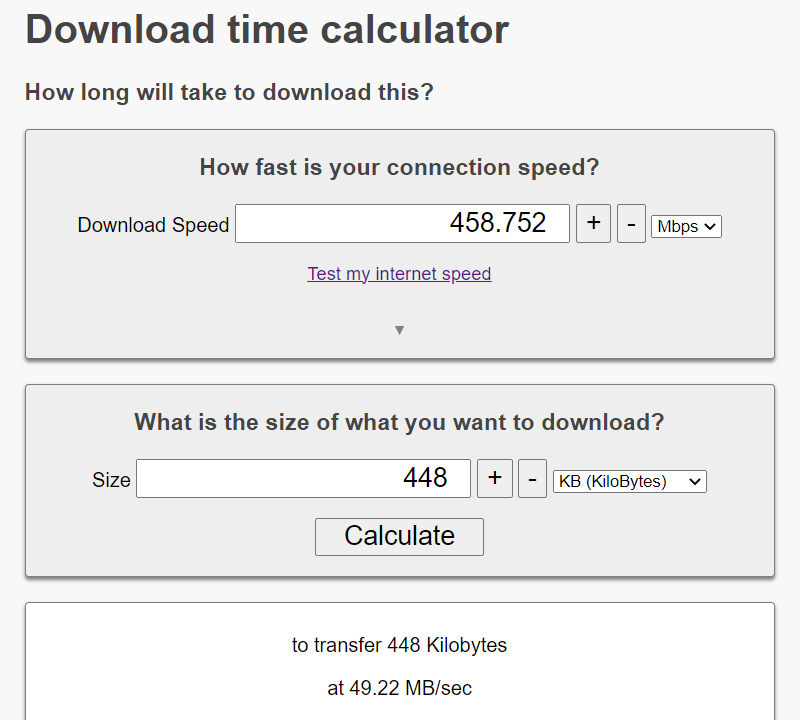 Download time calculator
How long will take to download this?
How fast is your connection speed?
Download Speed 458.752 + - Mbps
Test my internet speed
▼
What is the size of what you want to download?
Size 448 + - KB (KiloBytes)
Calculate
to transfer 448 Kilobytes
at 49.22 MB/sec